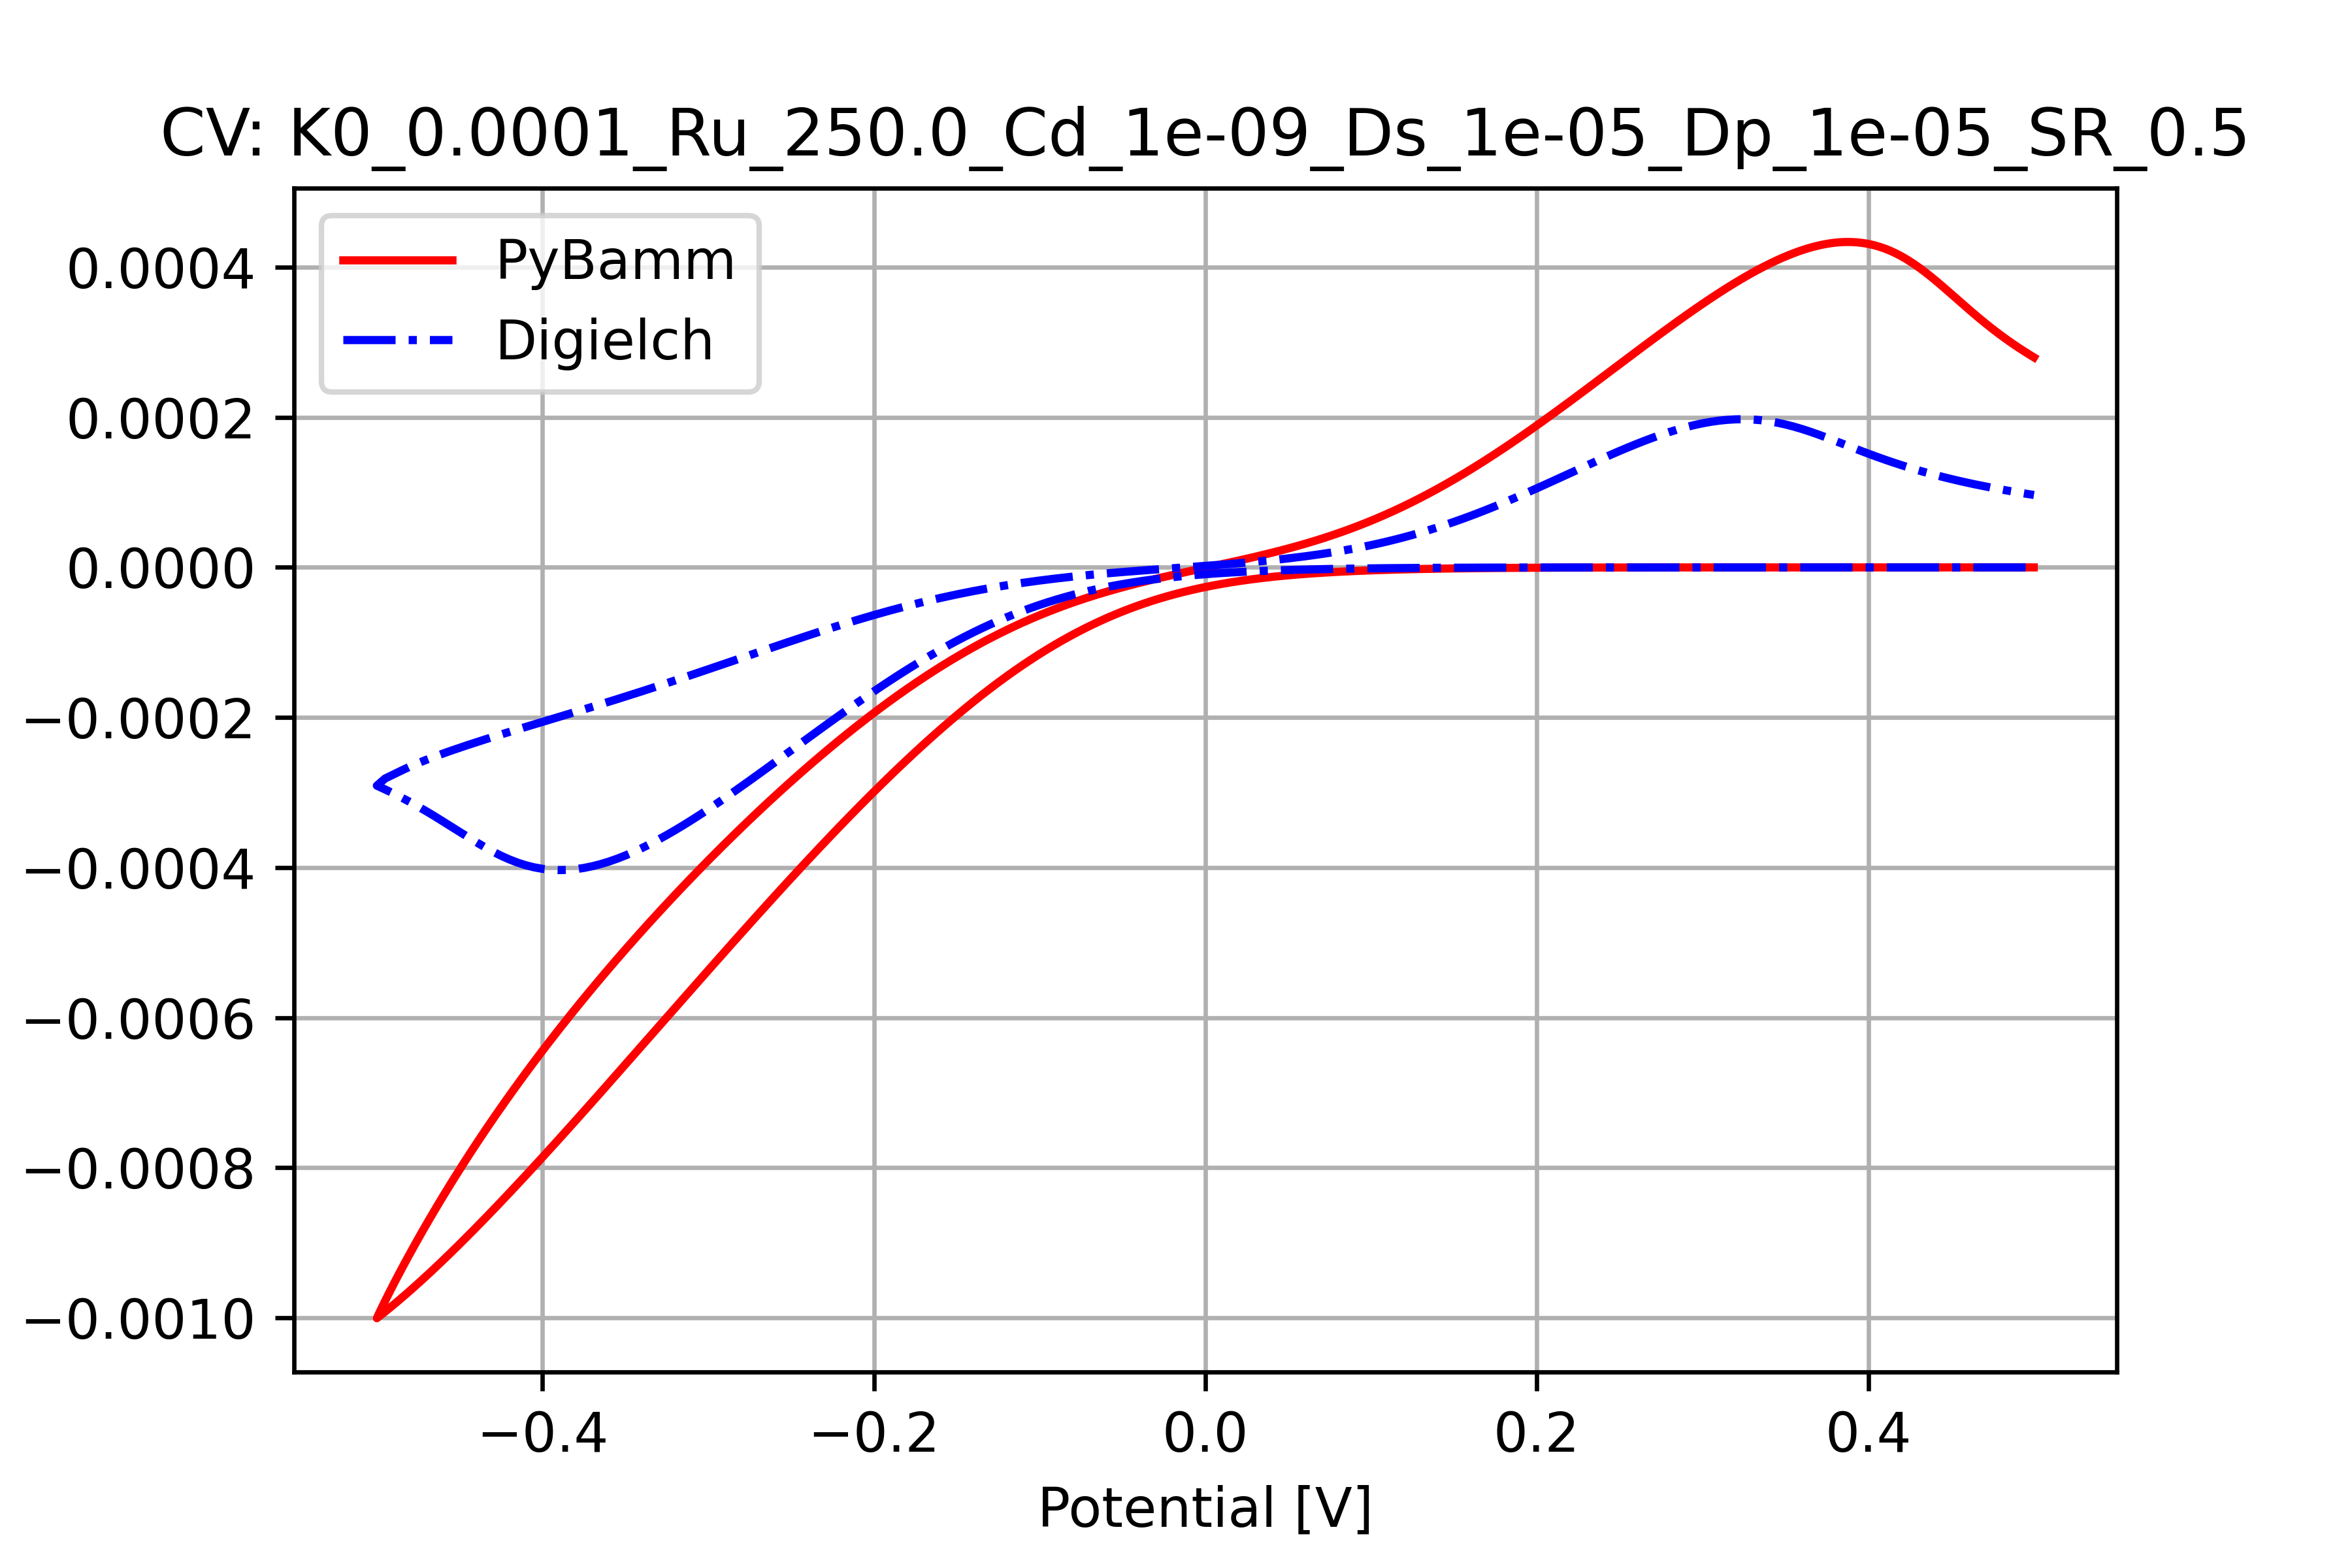 CV: K0_0.0001_Ru_250.0_Cd_1e-09_Ds_1e-05_Dp_1e-05_SR_0.5
PyBamm
Digielch
0.0004
0.0002
0.0000
−0.0002
−0.0004
−0.0006
−0.0008
−0.0010
−0.4 −0.2 0.0 0.2 0.4
Potential [V]